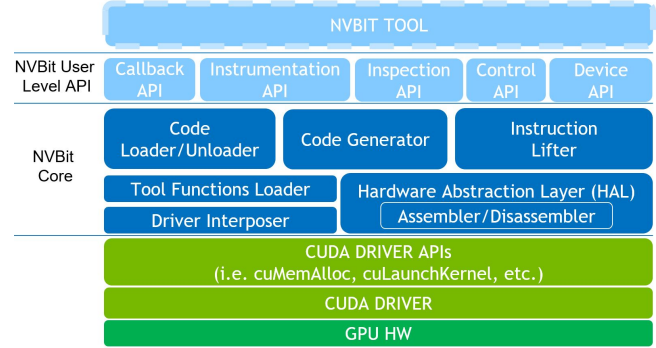 NVBIT TOOL
NVBit User
Level API
Callback
API
Instrumentation
API
Inspection
API
Control
API
Device
API
NVBit
Core
Code
Loader/Unloader
Code Generator
Instruction
Lifter
Tool Functions Loader
Driver Interposer
Hardware Abstraction Layer (HAL)
Assembler/Disassembler
CUDA DRIVER APIs
(i.e. cuMemAlloc, cuLaunchKernel, etc.)
CUDA DRIVER
GPU HW